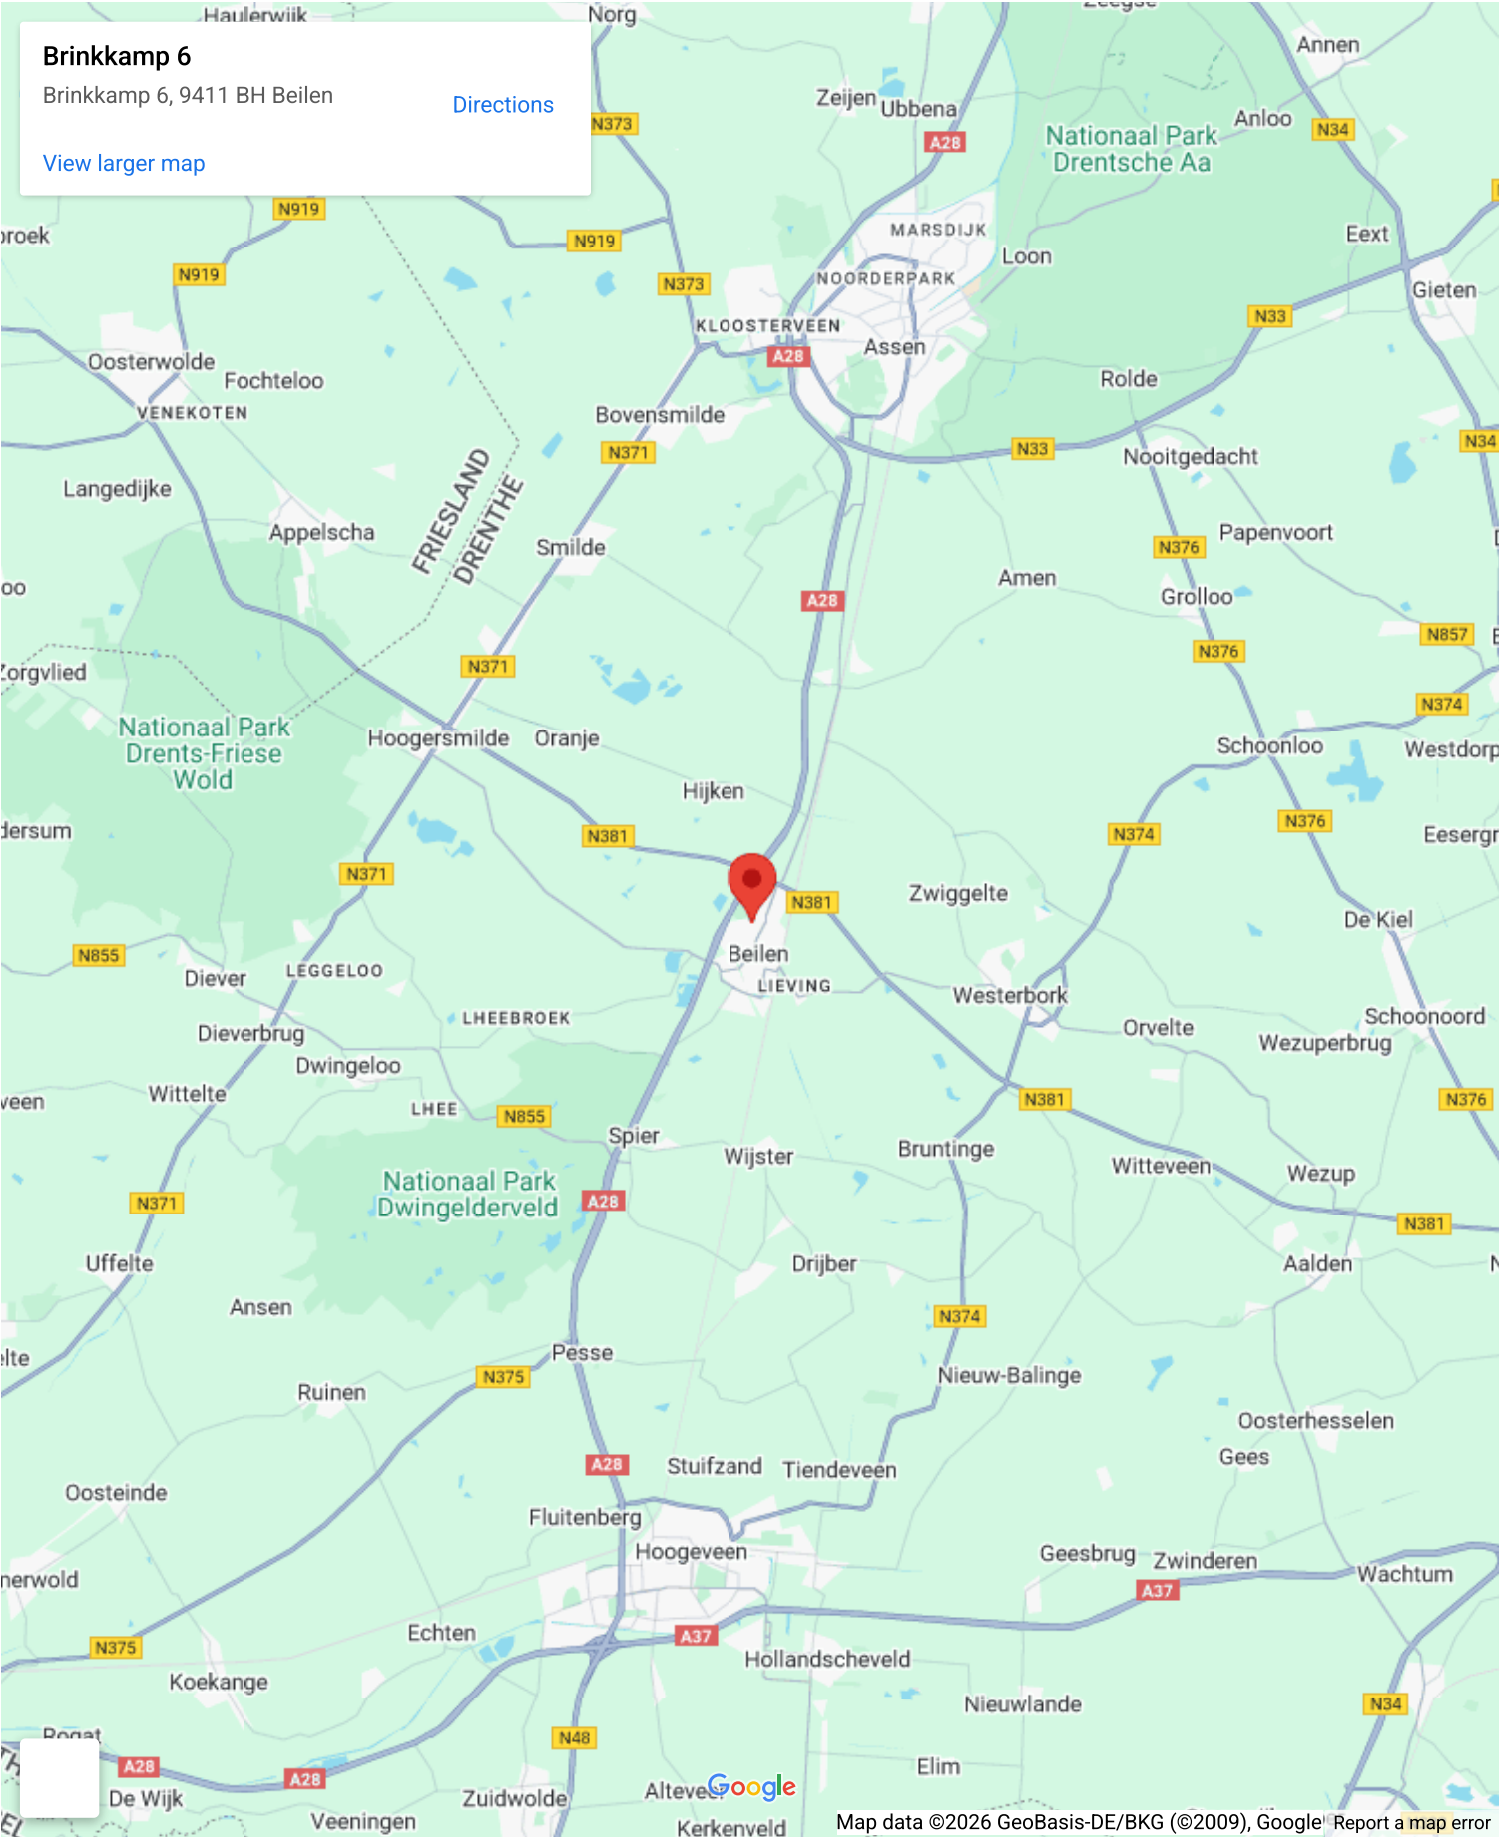 Haulerwijk
Norg
Zeegse
Annen
Brinkkamp 6
Brinkkamp 6, 9411 BH Beilen
Directions
View larger map
Zeijen
Ubbena
N373
A28
Nationaal Park
Drentsche Aa
Anloo
N34
N919
N919
N919
N373
MARSDIJK
Loon
Eext
NOORDERPARK
Gieten
N33
KLOOSTERVEEN
A28
Assen
Oosterwolde
Fochteloo
Rolde
VENEKOTEN
Bovensmilde
N371
N33
N34
Nooitgedacht
FRIESLAND
DRENTHE
Langedijke
Appelscha
Smilde
N376
Papenvoort
Amen
Grolloo
A28
N857
N376
N371
Zorgvlied
N374
Nationaal Park
Drents-Friese
Wold
Hoogersmilde
Oranje
Schoonloo
Westdorp
Hijken
N381
N374
N376
N371
Zwiggelte
N381
De Kiel
N855
Beilen
Diever
LEGGELOO
LIEVING
Westerbork
LHEEBROEK
Schoonoord
Dieverbrug
Orvelte
Wezuperbrug
Dwingeloo
Wittelte
LHEE
N855
N381
N376
Spier
Wijster
Bruntinge
Witteveen
Wezup
Nationaal Park
Dwingelderveld
A28
N371
N381
Uffelte
Drijber
Aalden
Ansen
N374
Pesse
N375
Nieuw-Balinge
Ruinen
Oosterhesselen
Gees
A28
Stuifzand
Tiendeveen
Oosteinde
Fluitenberg
Hoogeveen
Geesbrug
Zwinderen
Wachtum
A37
Echten
A37
N375
Hollandscheveld
Koekange
Nieuwlande
N34
Rogat
N48
A28
A28
Elim
De Wijk
Zuidwolde
Google
Veeningen
Kerkenveld
Map data ©2026 GeoBasis-DE/BKG (©2009), Google
Report a map error